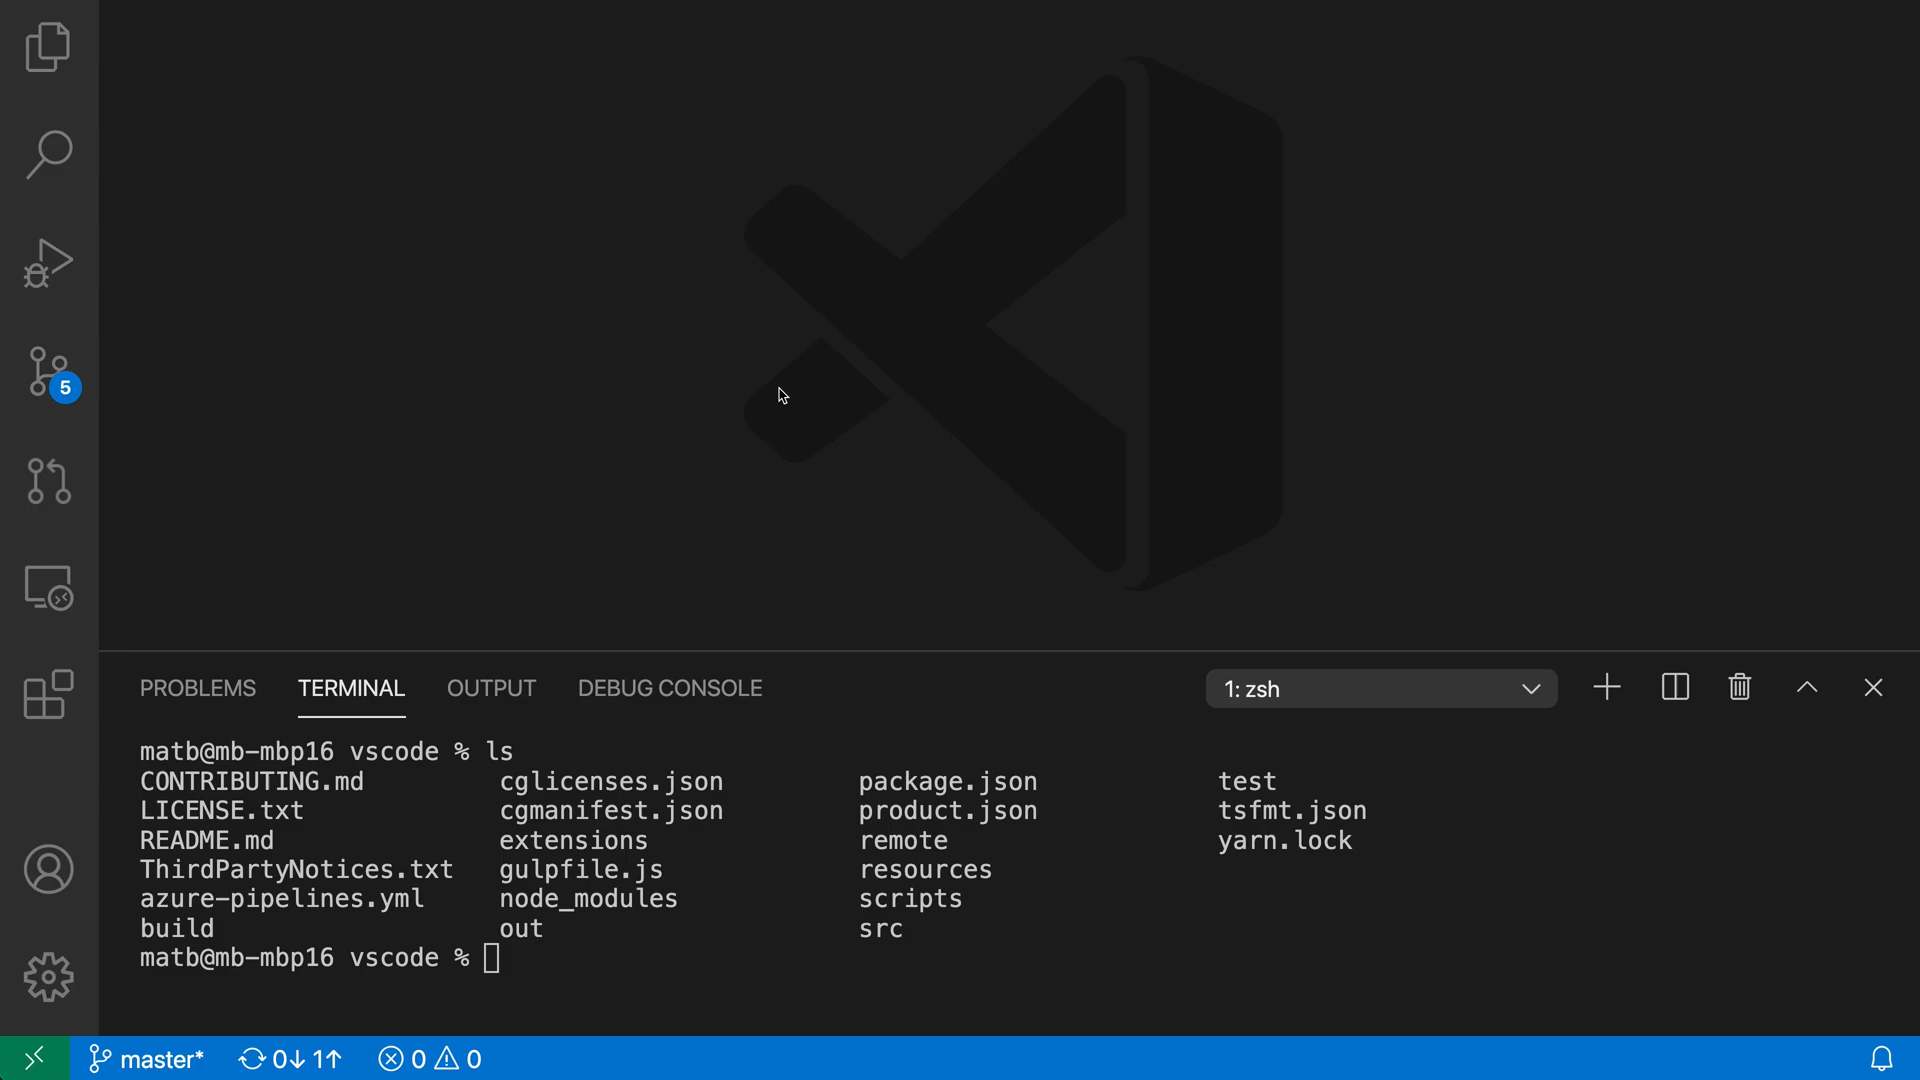 5
PROBLEMS TERMINAL OUTPUT DEBUG CONSOLE 1: zsh
matb@mb-mbp16 vscode % ls
CONTRIBUTING.md cglicenses.json package.json test
LICENSE.txt cgmanifest.json product.json tsfmt.json
README.md extensions remote yarn.lock
ThirdPartyNotices.txt gulpfile.js resources
azure-pipelines.yml node_modules scripts
build out src
matb@mb-mbp16 vscode %
master* 0↓ 1↑ 0 0